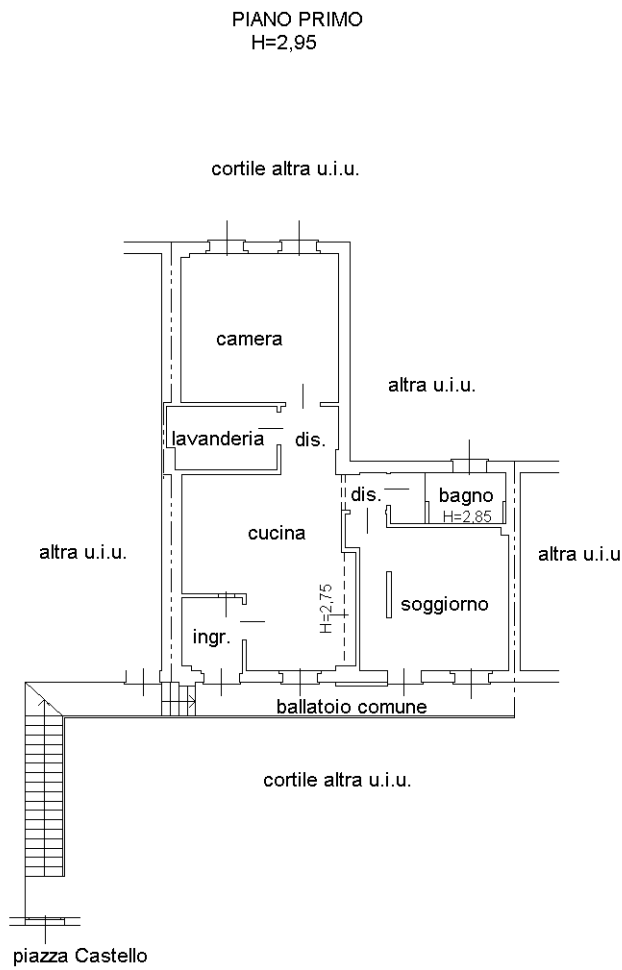 PIANO PRIMO
H=2,95
cortile altra u.i.u.
camera
altra u.i.u.
lavanderia
dis.
dis.
bagno
H=2,85
cucina
altra u.i.u.
altra u.i.u
H=2,75
soggiorno
ingr.
ballatoio comune
cortile altra u.i.u.
piazza Castello